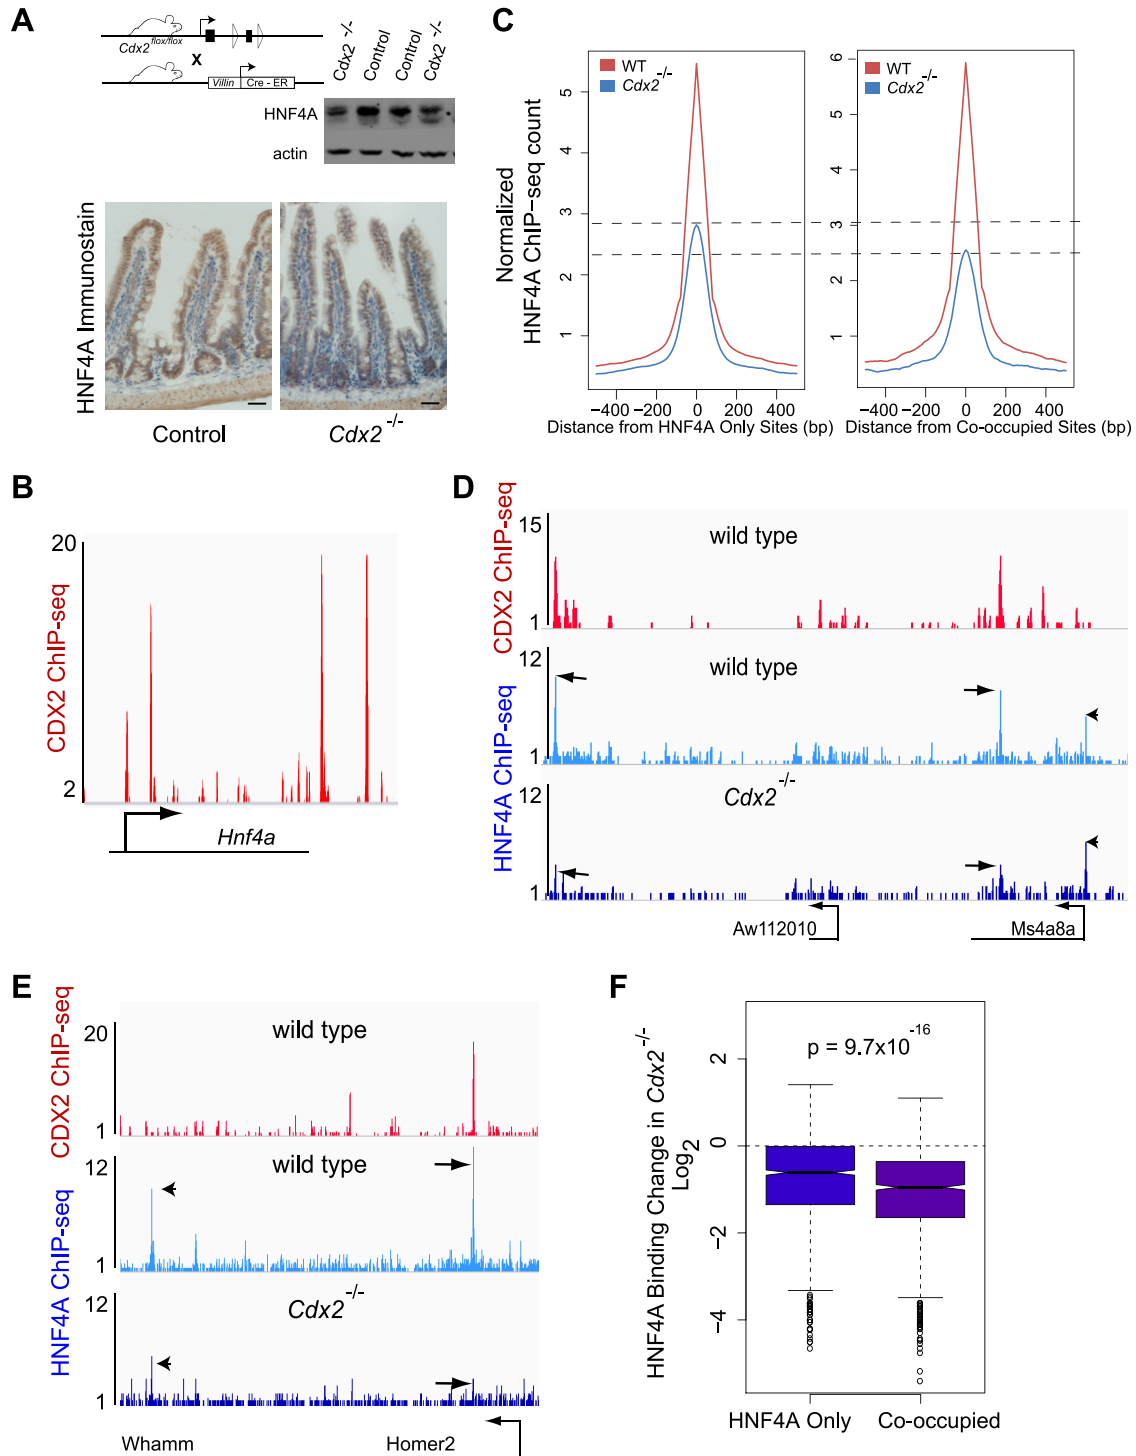 A
Cdx2 flox/flox
X
Villin Cre - ER
Cdx2 -/-
Control
Control
Cdx2 -/-
HNF4A
actin
HNF4A Immunostain
Control
Cdx2 -/-
B
CDX2 ChIP-seq
20
2
Hnf4a
C
Normalized
HNF4A ChIP-seq count
WT
Cdx2 -/-
5
4
3
2
1
-400 -200 0 200 400
Distance from HNF4A Only Sites (bp)
WT
Cdx2 -/-
6
5
4
3
2
1
-400 -200 0 200 400
Distance from Co-occupied Sites (bp)
D
CDX2 ChIP-seq
15
1
wild type
HNF4A ChIP-seq
12
1
wild type
12
1
Cdx2 -/-
Aw112010
Ms4a8a
E
CDX2 ChIP-seq
20
1
wild type
HNF4A ChIP-seq
12
1
wild type
12
1
Cdx2 -/-
Whamm
Homer2
F
HNF4A Binding Change in Cdx2 -/-
Log2
p = 9.7x10 -16
2
0
-2
-4
HNF4A Only
Co-occupied